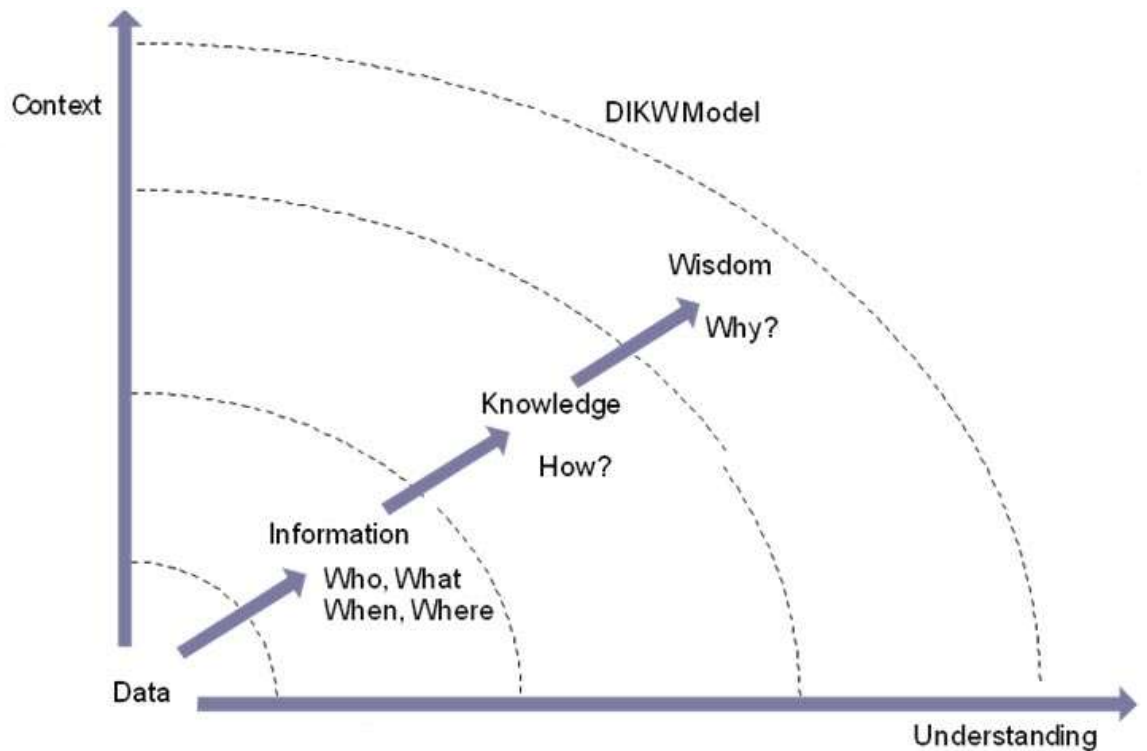 Context
DIKWModel
Wisdom
Why?
Knowledge
How?
Information
Who, What
When, Where
Data
Understanding